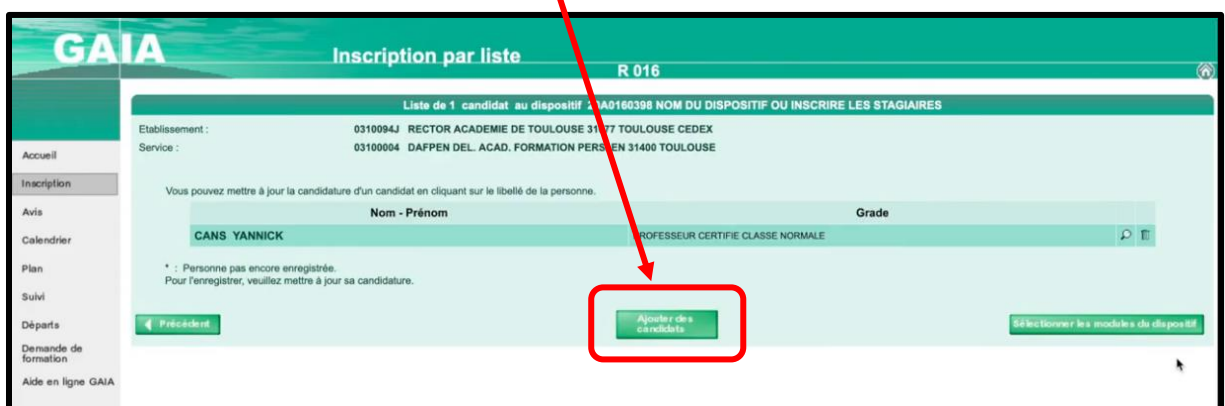 GAIA
Inscription par liste
R 016
Liste de 1 candidat au dispositif : 0A0160398 NOM DU DISPOSITIF OU INSCRIRE LES STAGIAIRES
Etablissement : 0310094J RECTOR ACADEMIE DE TOULOUSE 31077 TOULOUSE CEDEX
Service : 03100004 DAFPEN DEL. ACAD. FORMATION PERS EN 31400 TOULOUSE
Accueil
Inscription
Avis
Calendrier
Plan
Suivi
Départs
Demande de
formation
Aide en ligne GAIA
Vous pouvez mettre à jour la candidature d'un candidat en cliquant sur le libellé de la personne.
Nom - Prénom Grade
CANS YANNICK PROFESSEUR CERTIFIE CLASSE NORMALE
* : Personne pas encore enregistrée.
Pour l'enregistrer, veuillez mettre à jour sa candidature.
Précédent
Ajouter des
candidats
Sélectionner les modules du dispositif